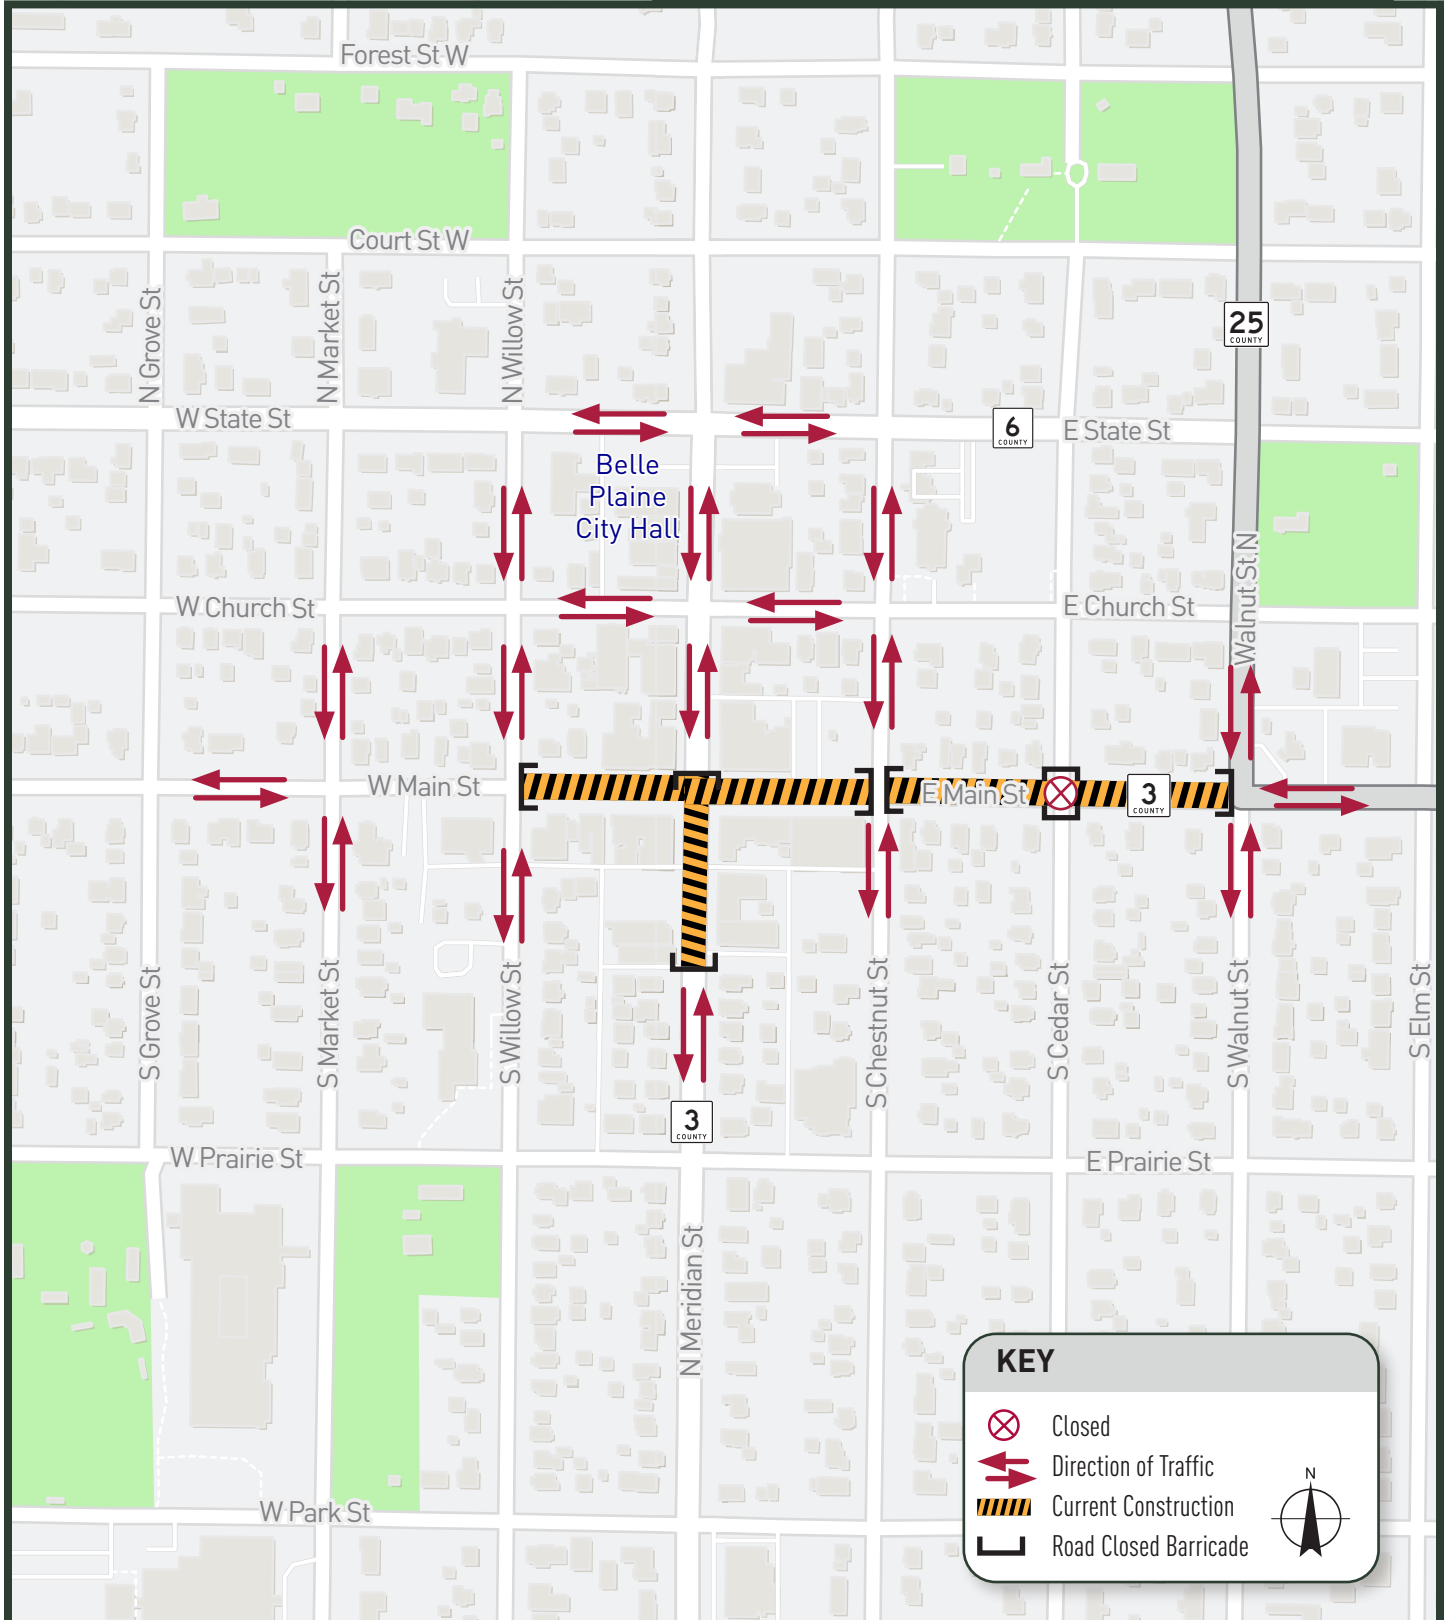 Forest St W
Court St W
N Grove St
N Market St
N Willow St
25
COUNTY
W State St
6
COUNTY
E State St
Belle
Plaine
City Hall
Walnut St N
W Church St
E Church St
W Main St
E Main St
3
COUNTY
S Grove St
S Market St
S Willow St
S Chestnut St
S Cedar St
S Walnut St
S Elm St
3
COUNTY
W Prairie St
E Prairie St
N Meridian St
W Park St
KEY
Closed
Direction of Traffic
Current Construction
Road Closed Barricade
N